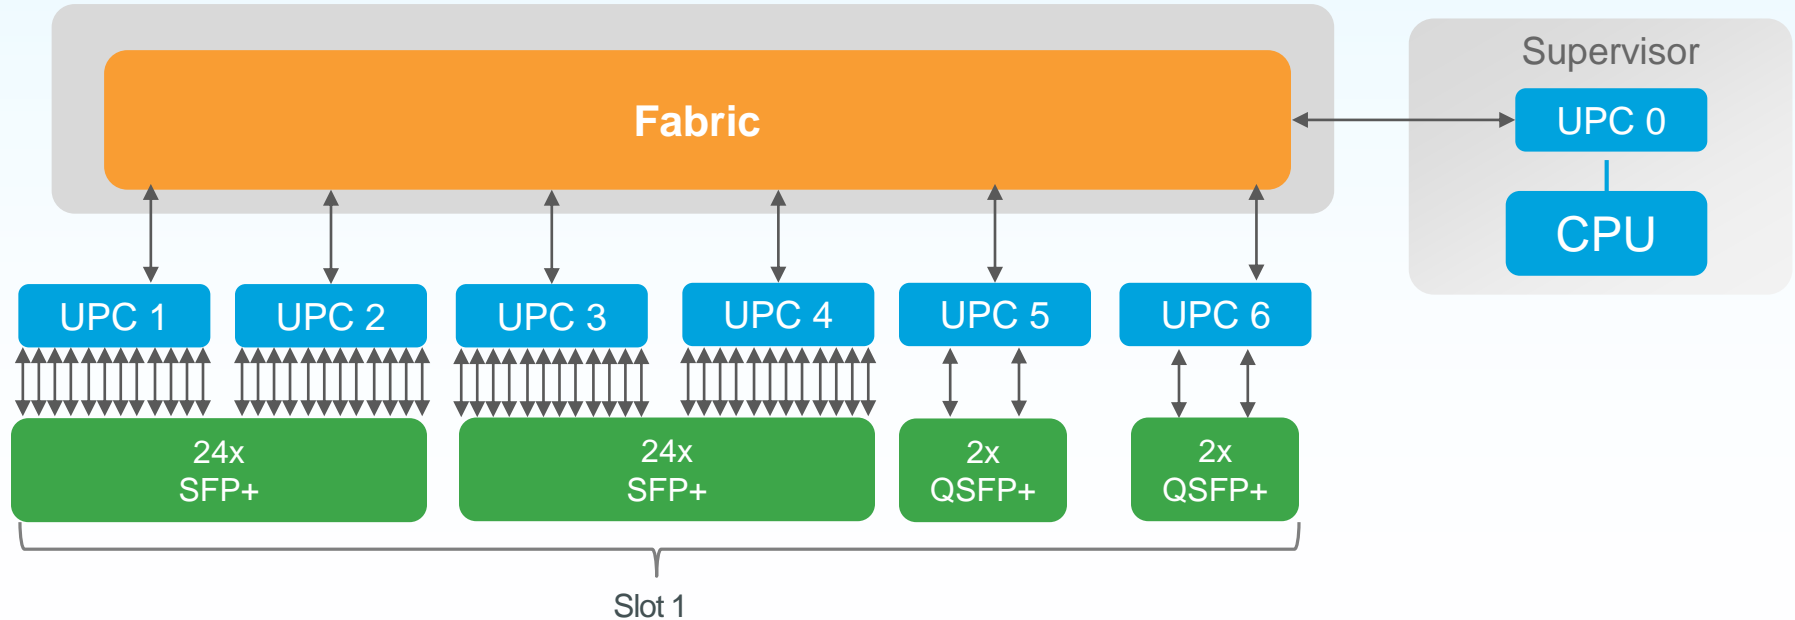 Supervisor
Fabric
UPC 0
CPU
UPC 1
UPC 2
UPC 3
UPC 4
UPC 5
UPC 6
24x
SFP+
24x
SFP+
2x
QSFP+
2x
QSFP+
Slot 1